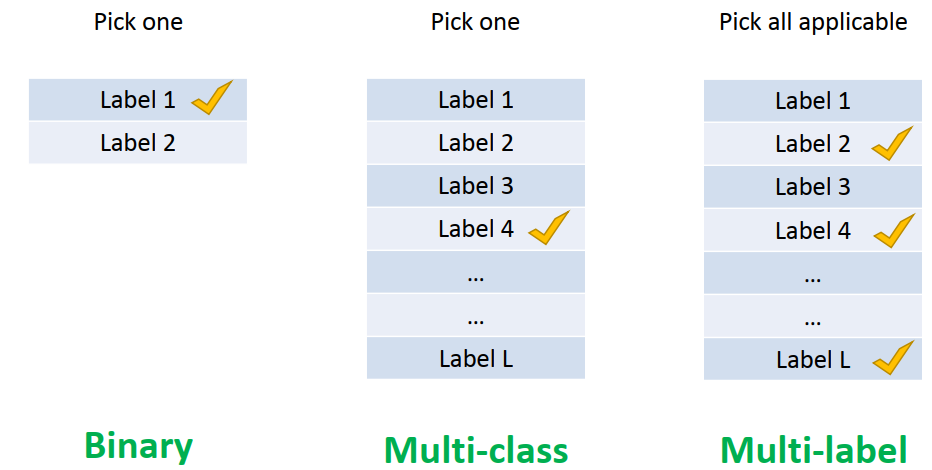 Pick one
Label 1
Label 2
Binary
Pick one
Label 1
Label 2
Label 3
Label 4
...
...
Label L
Multi-class
Pick all applicable
Label 1
Label 2
Label 3
Label 4
...
...
Label L
Multi-label